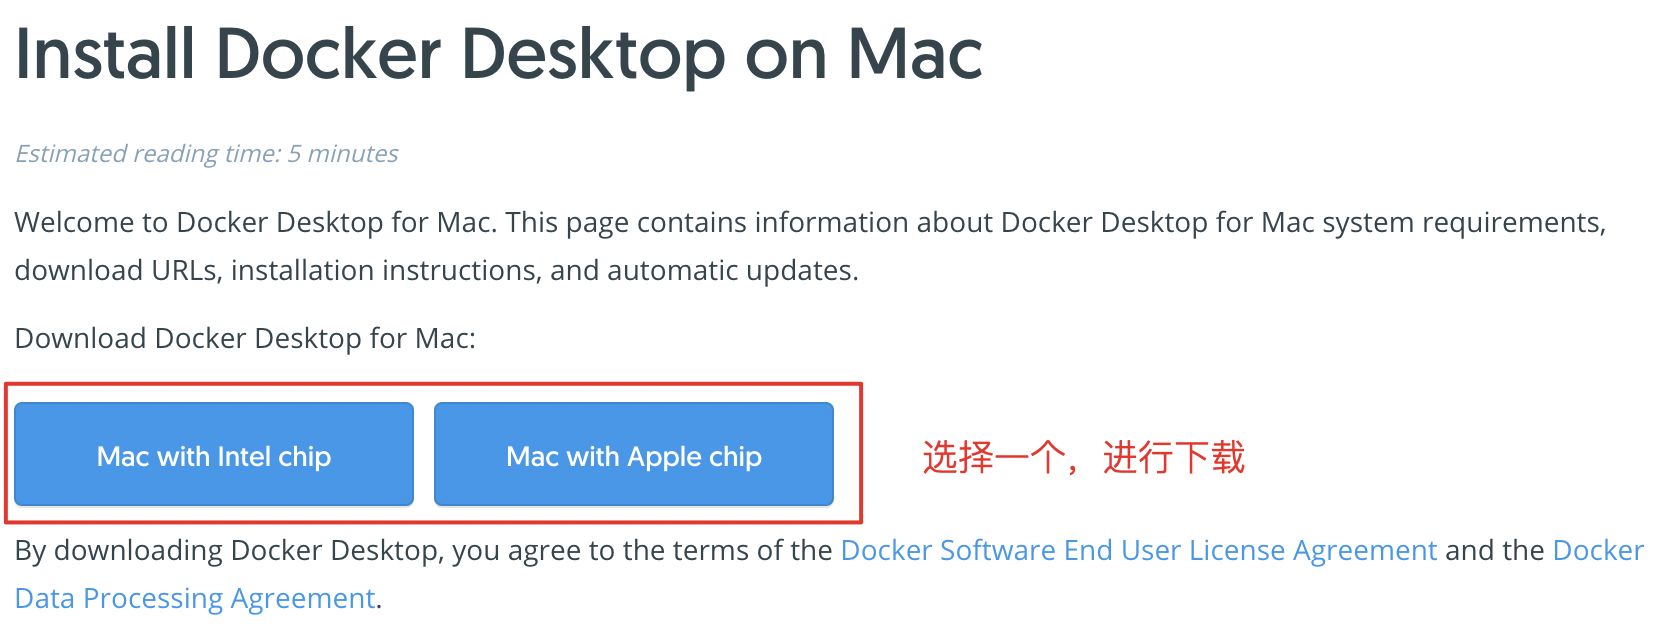 Install Docker Desktop on Mac
Estimated reading time: 5 minutes
Welcome to Docker Desktop for Mac. This page contains information about Docker Desktop for Mac system requirements,
download URLs, installation instructions, and automatic updates.
Download Docker Desktop for Mac:
Mac with Intel chip
Mac with Apple chip
选择一个，进行下载
By downloading Docker Desktop, you agree to the terms of the Docker Software End User License Agreement and the Docker
Data Processing Agreement.